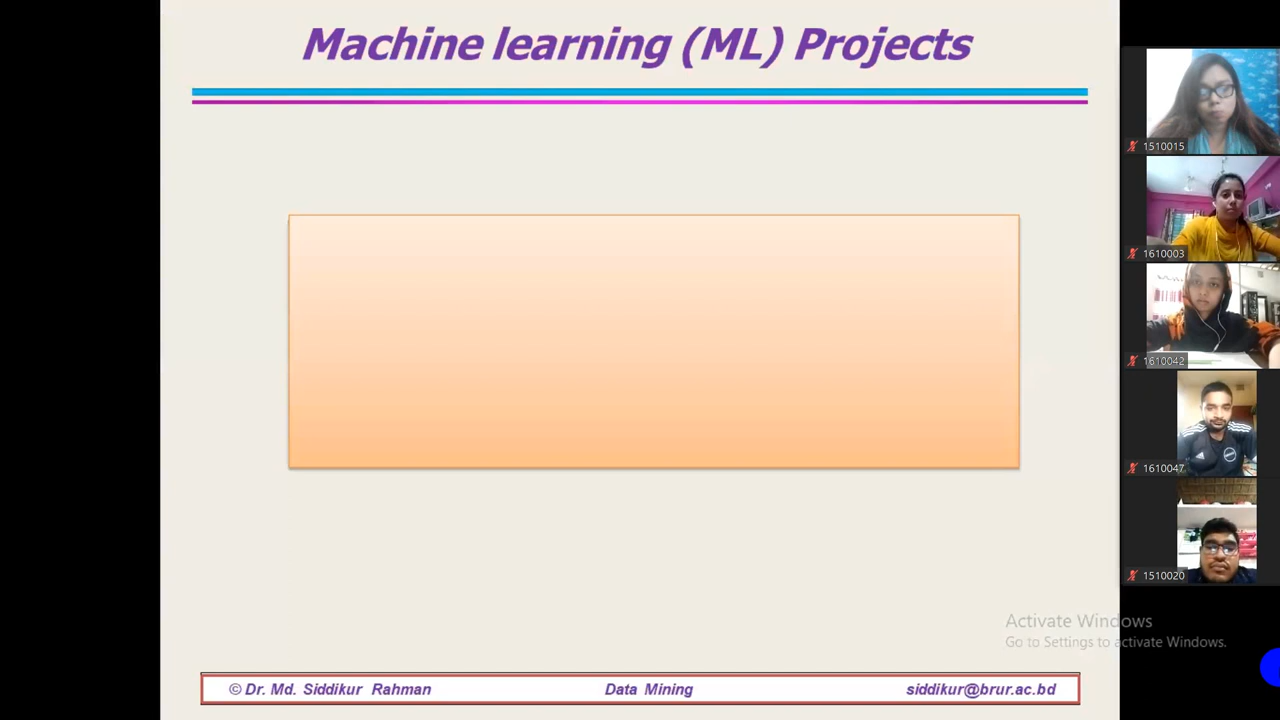 Machine learning (ML) Projects
1510015
1610003
1610042
1610047
1510020
Activate Windows
Go to Settings to activate Windows.
© Dr. Md. Siddikur Rahman Data Mining siddikur@brur.ac.bd